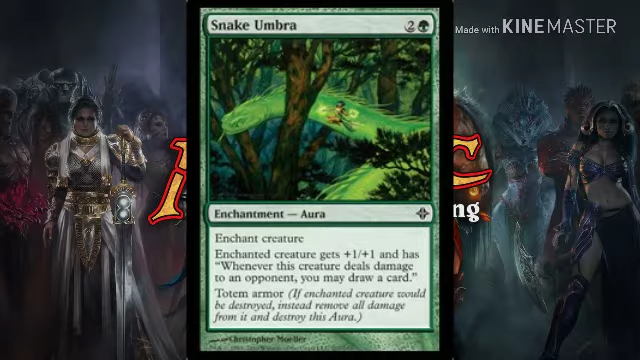 Snake Umbra 2
Made with KINEMASTER
Enchantment — Aura
ng
Enchant creature
Enchanted creature gets +1/+1 and has
"Whenever this creature deals damage
to an opponent, you may draw a card."
Totem armor (If enchanted creature would
be destroyed, instead remove all damage
from it and destroy this Aura.)
Christopher Moeller